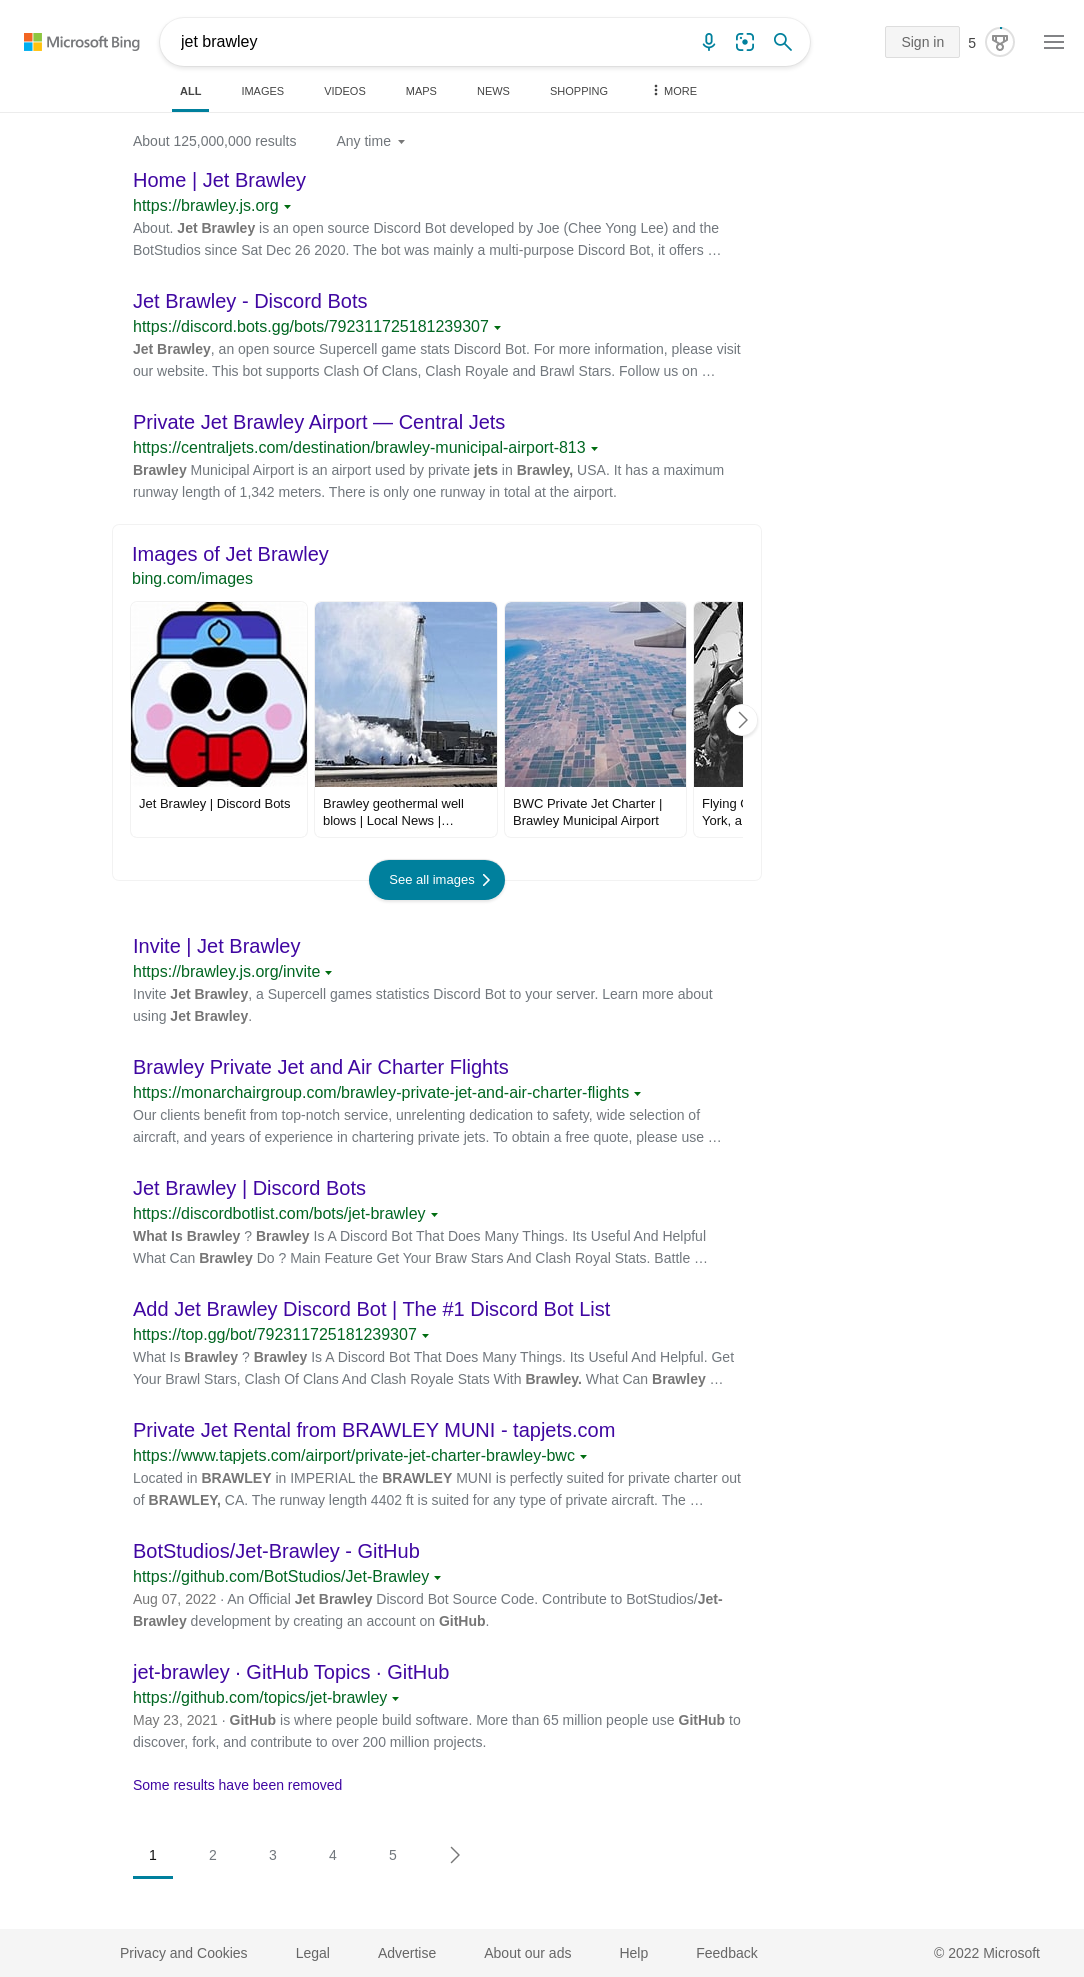 Microsoft Bing
jet brawley
Sign in
5
ALL
IMAGES
VIDEOS
MAPS
NEWS
SHOPPING
MORE
About 125,000,000 results
Any time
Home | Jet Brawley
https://brawley.js.org
About. Jet Brawley is an open source Discord Bot developed by Joe (Chee Yong Lee) and the
BotStudios since Sat Dec 26 2020. The bot was mainly a multi-purpose Discord Bot, it offers …
Jet Brawley - Discord Bots
https://discord.bots.gg/bots/792311725181239307
Jet Brawley, an open source Supercell game stats Discord Bot. For more information, please visit
our website. This bot supports Clash Of Clans, Clash Royale and Brawl Stars. Follow us on …
Private Jet Brawley Airport — Central Jets
https://centraljets.com/destination/brawley-municipal-airport-813
Brawley Municipal Airport is an airport used by private jets in Brawley, USA. It has a maximum
runway length of 1,342 meters. There is only one runway in total at the airport.
Images of Jet Brawley
bing.com/images
Jet Brawley | Discord Bots
Brawley geothermal well
blows | Local News |…
BWC Private Jet Charter |
Brawley Municipal Airport
Flying
York, a
See all images
Invite | Jet Brawley
https://brawley.js.org/invite
Invite Jet Brawley, a Supercell games statistics Discord Bot to your server. Learn more about
using Jet Brawley.
Brawley Private Jet and Air Charter Flights
https://monarchairgroup.com/brawley-private-jet-and-air-charter-flights
Our clients benefit from top-notch service, unrelenting dedication to safety, wide selection of
aircraft, and years of experience in chartering private jets. To obtain a free quote, please use …
Jet Brawley | Discord Bots
https://discordbotlist.com/bots/jet-brawley
What Is Brawley ? Brawley Is A Discord Bot That Does Many Things. Its Useful And Helpful
What Can Brawley Do ? Main Feature Get Your Braw Stars And Clash Royal Stats. Battle …
Add Jet Brawley Discord Bot | The #1 Discord Bot List
https://top.gg/bot/792311725181239307
What Is Brawley ? Brawley Is A Discord Bot That Does Many Things. Its Useful And Helpful. Get
Your Brawl Stars, Clash Of Clans And Clash Royale Stats With Brawley. What Can Brawley …
Private Jet Rental from BRAWLEY MUNI - tapjets.com
https://www.tapjets.com/airport/private-jet-charter-brawley-bwc
Located in BRAWLEY in IMPERIAL the BRAWLEY MUNI is perfectly suited for private charter out
of BRAWLEY, CA. The runway length 4402 ft is suited for any type of private aircraft. The …
BotStudios/Jet-Brawley - GitHub
https://github.com/BotStudios/Jet-Brawley
Aug 07, 2022 · An Official Jet Brawley Discord Bot Source Code. Contribute to BotStudios/Jet-
Brawley development by creating an account on GitHub.
jet-brawley · GitHub Topics · GitHub
https://github.com/topics/jet-brawley
May 23, 2021 · GitHub is where people build software. More than 65 million people use GitHub to
discover, fork, and contribute to over 200 million projects.
Some results have been removed
1
2
3
4
5
Privacy and Cookies
Legal
Advertise
About our ads
Help
Feedback
© 2022 Microsoft